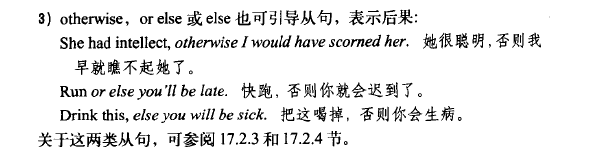 3）otherwise，or else 或 else 也可引导从句，表示后果：
She had intellect, otherwise I would have scorned her. 她很聪明，否则我
早就瞧不起她了。
Run or else you'll be late. 快跑，否则你就会迟到了。
Drink this, else you will be sick. 把这喝掉，否则你会生病。
关于这两类从句，可参阅 17.2.3 和 17.2.4 节。